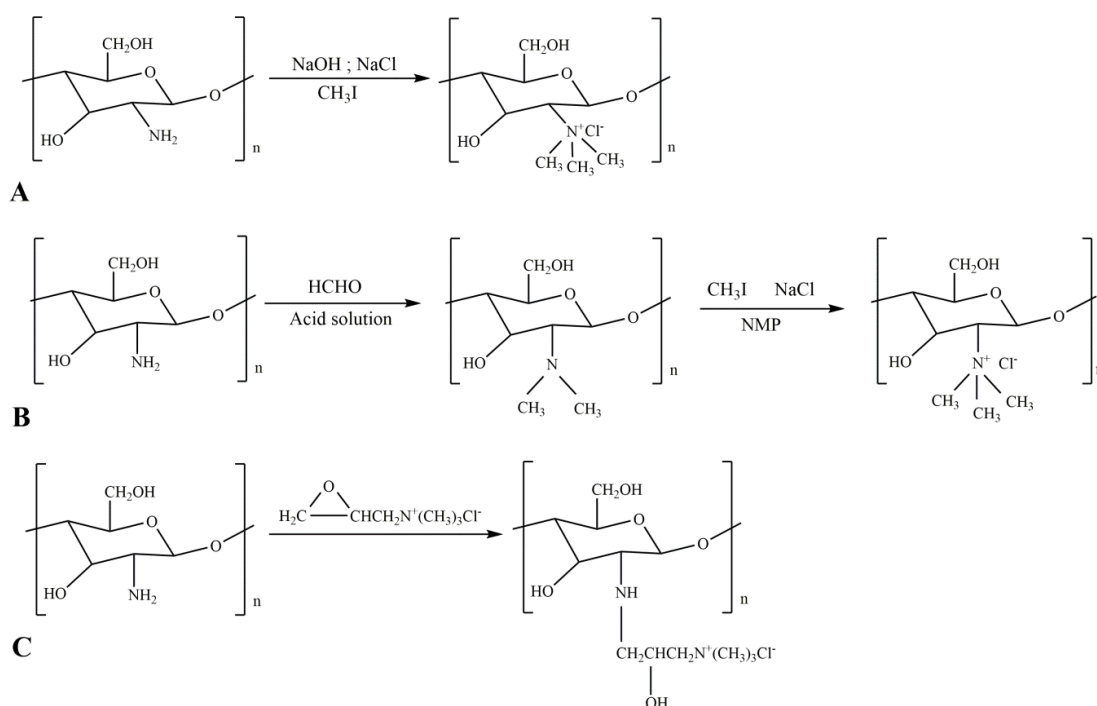 CH₂OH
O
O
HO
NH₂
n
NaOH ; NaCl
CH₃I
CH₂OH
O
O
HO
N⁺Cl⁻
CH₃ CH₃ CH₃
n
A
CH₂OH
O
O
HO
NH₂
n
HCHO
Acid solution
CH₂OH
O
O
HO
N
CH₃ CH₃
n
CH₃I NaCl
NMP
CH₂OH
O
O
HO
N⁺ Cl⁻
CH₃ CH₃ CH₃
n
B
CH₂OH
O
O
HO
NH₂
n
O
H₂C CHCH₂N⁺(CH₃)₃Cl⁻
CH₂OH
O
O
HO
NH
n
CH₂CHCH₂N⁺(CH₃)₃Cl⁻
OH
C